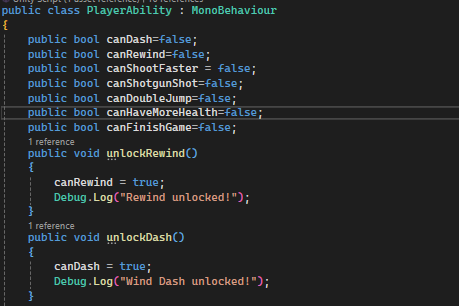 public class PlayerAbility : MonoBehaviour
{
public bool canDash=false;
public bool canRewind=false;
public bool canShootFaster = false;
public bool canShotgunShot=false;
public bool canDoubleJump=false;
public bool canHaveMoreHealth=false;
public bool canFinishGame=false;
1 reference
public void unlockRewind()
{
canRewind = true;
Debug.Log("Rewind unlocked!");
}
1 reference
public void unlockDash()
{
canDash = true;
Debug.Log("Wind Dash unlocked!");
}